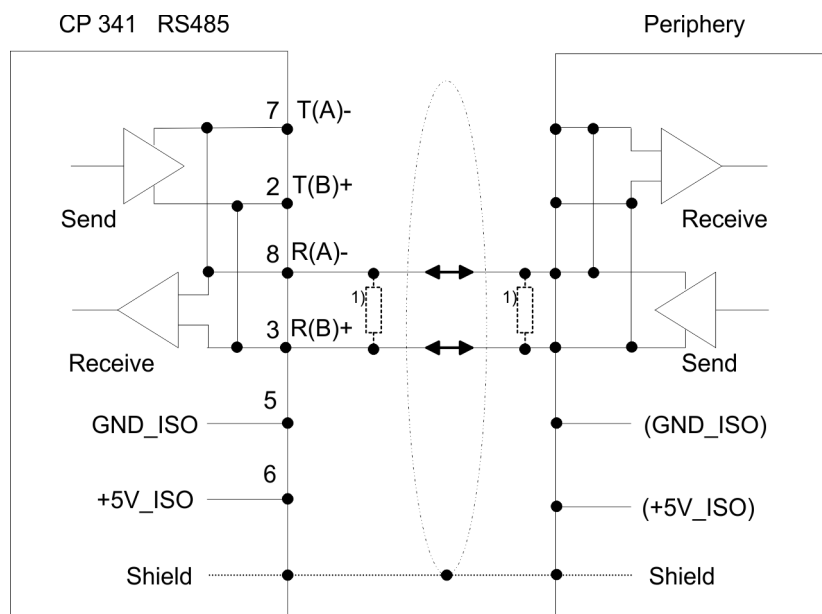 CP 341 RS485
Periphery
7 T(A)-
2 T(B)+
Send
Receive
8 R(A)-
1)
1)
3 R(B)+
Receive
Send
5
GND_ISO
(GND_ISO)
6
+5V_ISO
(+5V_ISO)
Shield
Shield